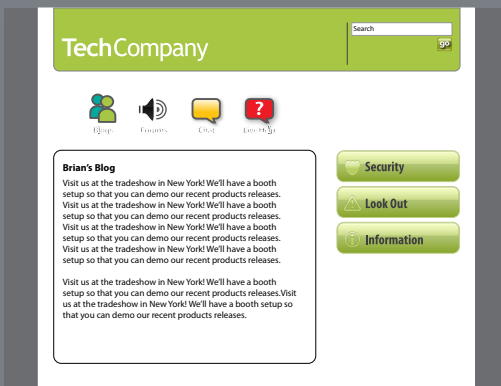 TechCompany
Search
go
?
Blogs
Forums
Chat
Live Help
Brian's Blog
Visit us at the tradeshow in New York! We'll have a booth
setup so that you can demo our recent products releases.
Visit us at the tradeshow in New York! We'll have a booth
setup so that you can demo our recent products releases.
Visit us at the tradeshow in New York! We'll have a booth
setup so that you can demo our recent products releases.
Visit us at the tradeshow in New York! We'll have a booth
setup so that you can demo our recent products releases.
Visit us at the tradeshow in New York! We'll have a booth
setup so that you can demo our recent products releases.Visit
us at the tradeshow in New York! We'll have a booth setup so
that you can demo our recent products releases.
Security
Look Out
Information